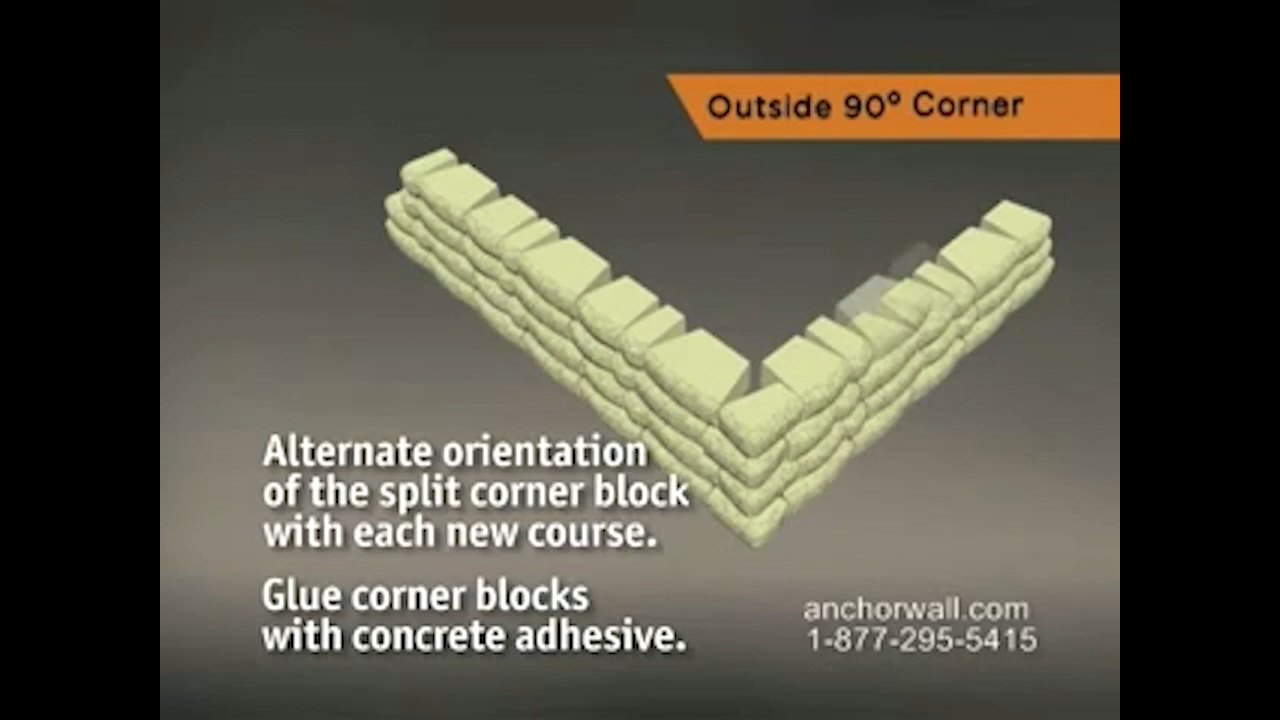 Outside 90° Corner
Alternate orientation
of the split corner block
with each new course.
Glue corner blocks
with concrete adhesive.
anchorwall.com
1-877-295-5415